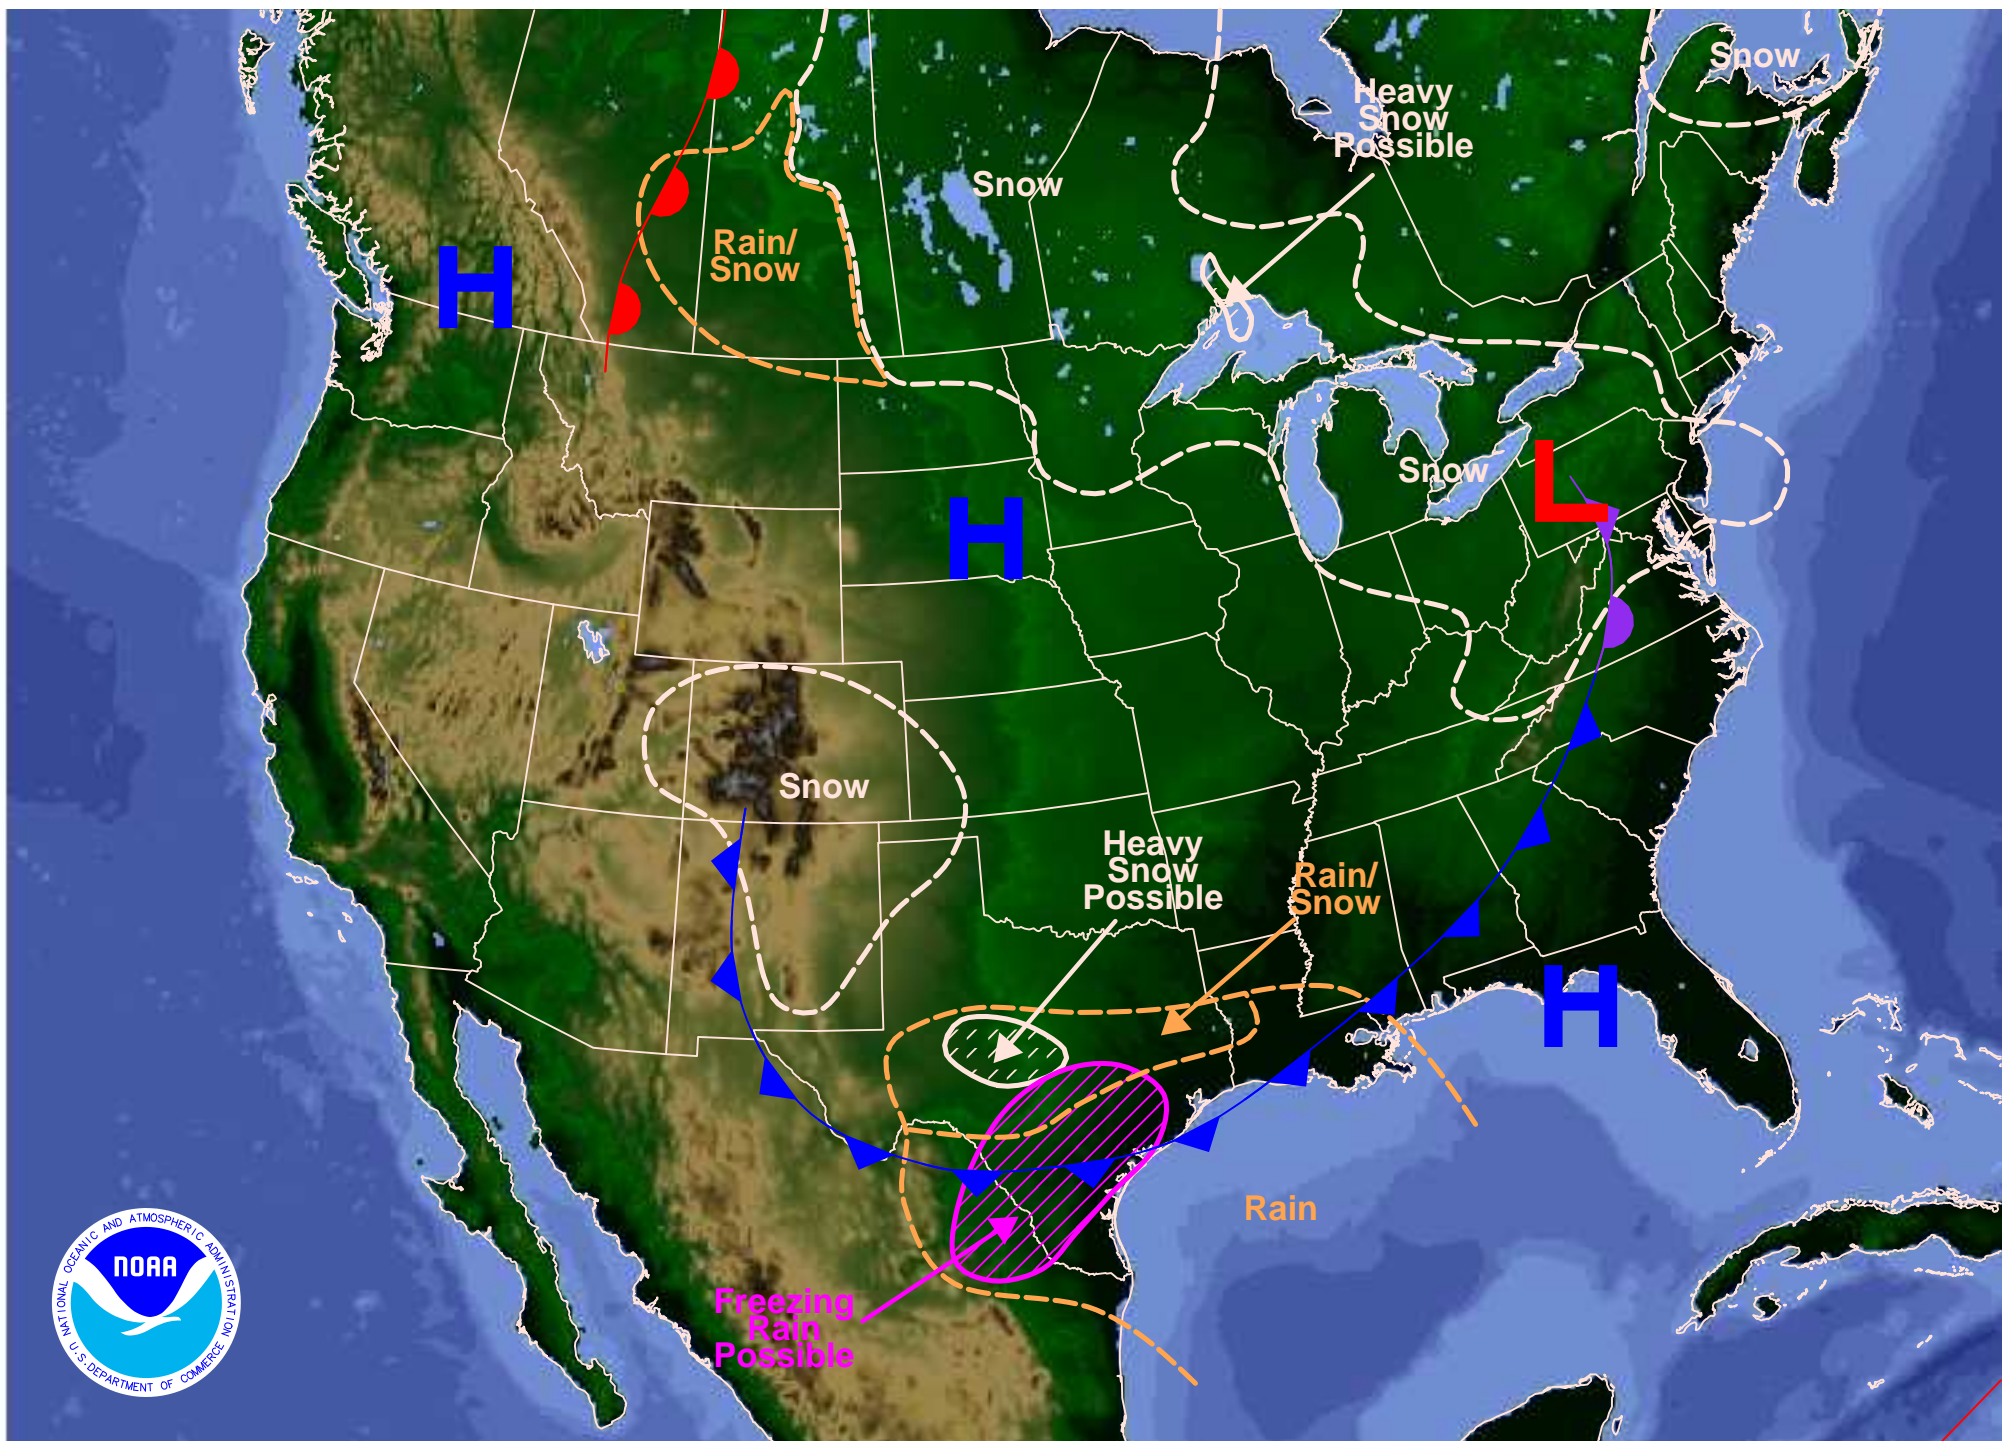 Snow
Heavy
Snow
Possible
Snow
Rain/
Snow
H
Snow
L
H
Snow
Heavy
Snow
Possible
Rain/
Snow
H
Rain
Freezing
Rain
Possible
NATIONAL OCEANIC AND ATMOSPHERIC ADMINISTRATION
NOAA
U.S. DEPARTMENT OF COMMERCE